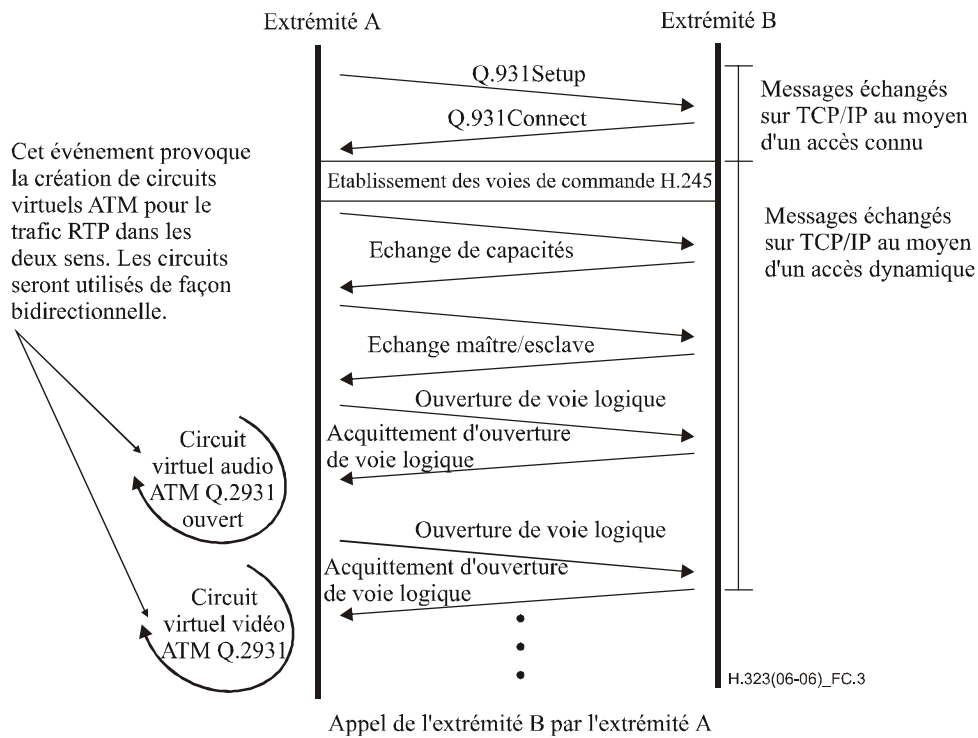 Extrémité A
Extrémité B
Q.931Setup
Q.931Connect
Messages échangés
sur TCP/IP au moyen
d'un accès connu
Cet événement provoque
la création de circuits
virtuels ATM pour le
trafic RTP dans les
deux sens. Les circuits
seront utilisés de façon
bidirectionnelle.
Etablissement des voies de commande H.245
Messages échangés
sur TCP/IP au moyen
d'un accès dynamique
Echange de capacités
Echange maître/esclave
Ouverture de voie logique
Acquittement d'ouverture
de voie logique
Circuit
virtuel audio
ATM Q.2931
ouvert
Ouverture de voie logique
Acquittement d'ouverture
de voie logique
Circuit
virtuel vidéo
ATM Q.2931
H.323(06-06)_FC.3
Appel de l'extrémité B par l'extrémité A